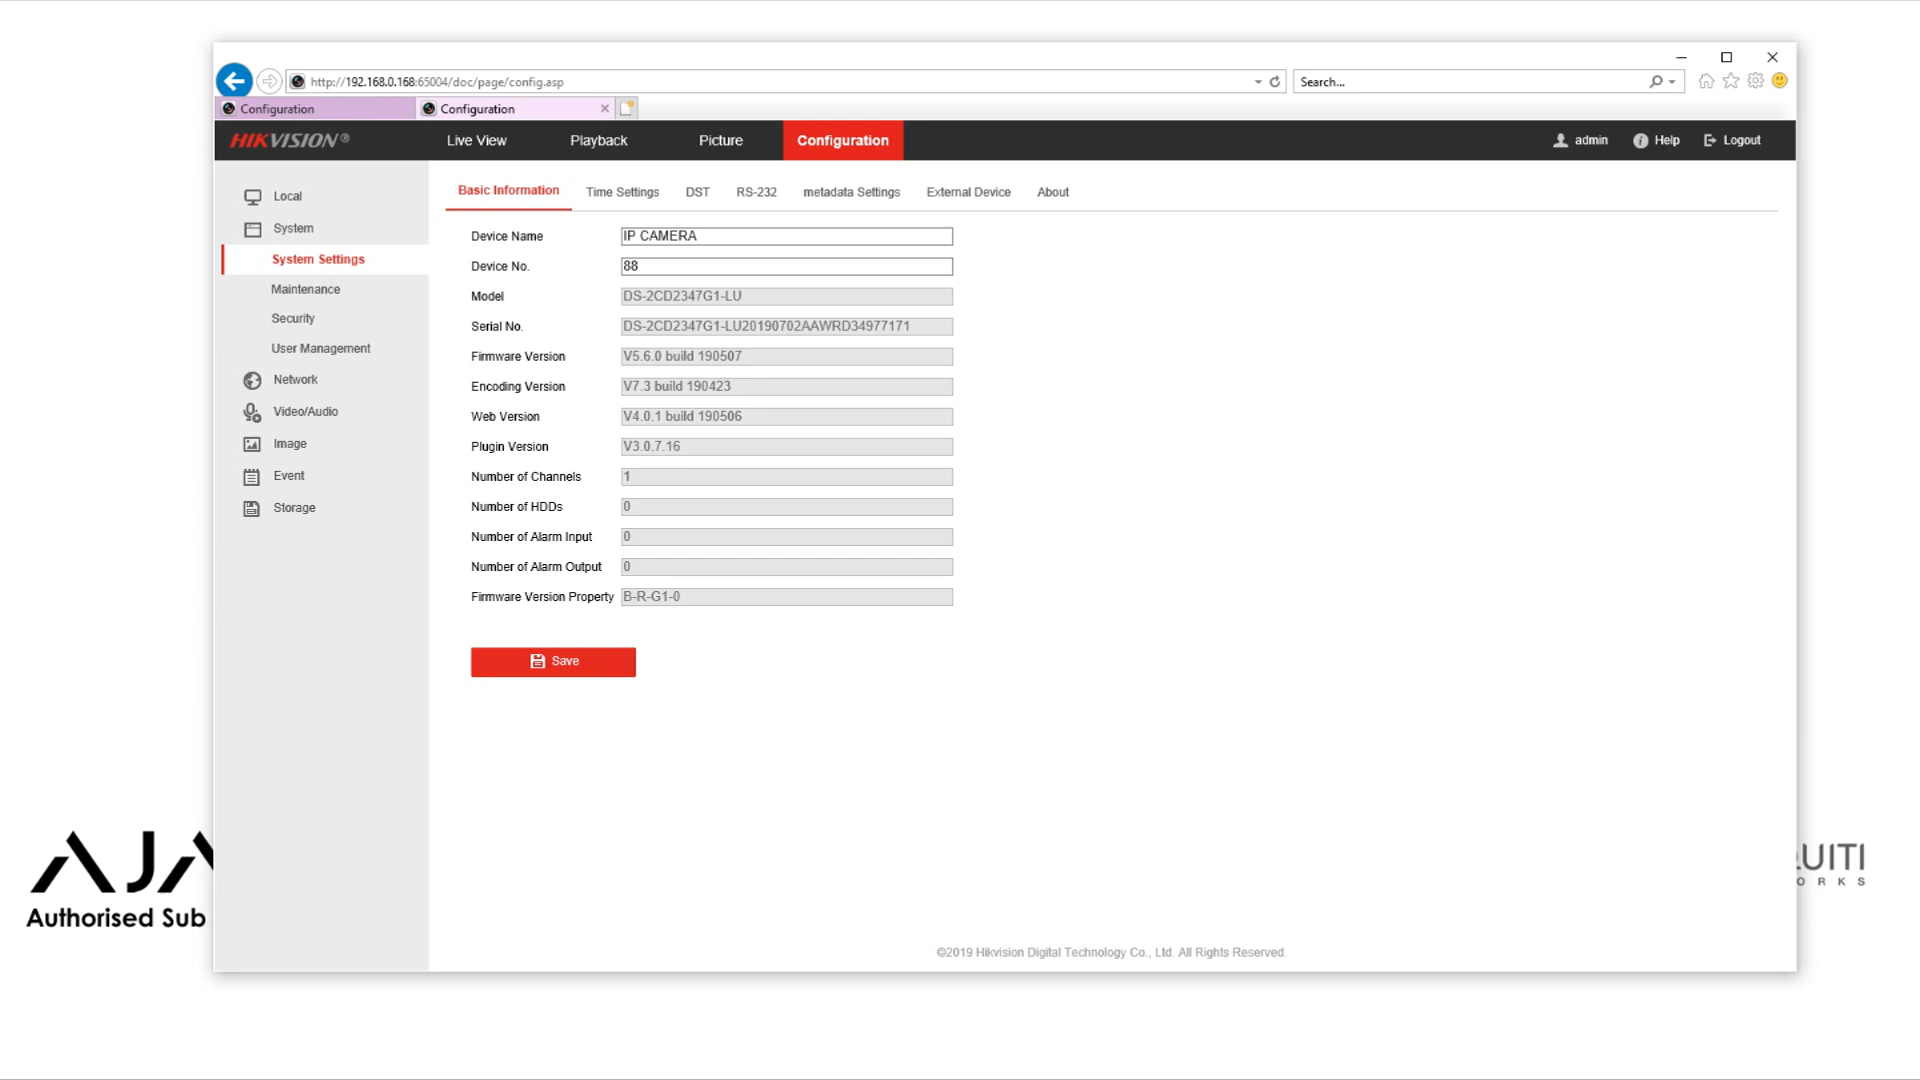 http://192.168.0.168:65004/doc/page/config.asp
Search...
Configuration
Configuration
HIKVISION®
Live View
Playback
Picture
Configuration
admin
Help
Logout
Local
System
System Settings
Maintenance
Security
User Management
Network
Video/Audio
Image
Event
Storage
Basic Information
Time Settings
DST
RS-232
metadata Settings
External Device
About
Device Name IP CAMERA
Device No. 88
Model DS-2CD2347G1-LU
Serial No. DS-2CD2347G1-LU20190702AAWRD34977171
Firmware Version V5.6.0 build 190507
Encoding Version V7.3 build 190423
Web Version V4.0.1 build 190506
Plugin Version V3.0.7.16
Number of Channels 1
Number of HDDs 0
Number of Alarm Input 0
Number of Alarm Output 0
Firmware Version Property B-R-G1-0
Save
©2019 Hikvision Digital Technology Co., Ltd. All Rights Reserved.
AJA
Authorised Sub
QUITI
ORKS